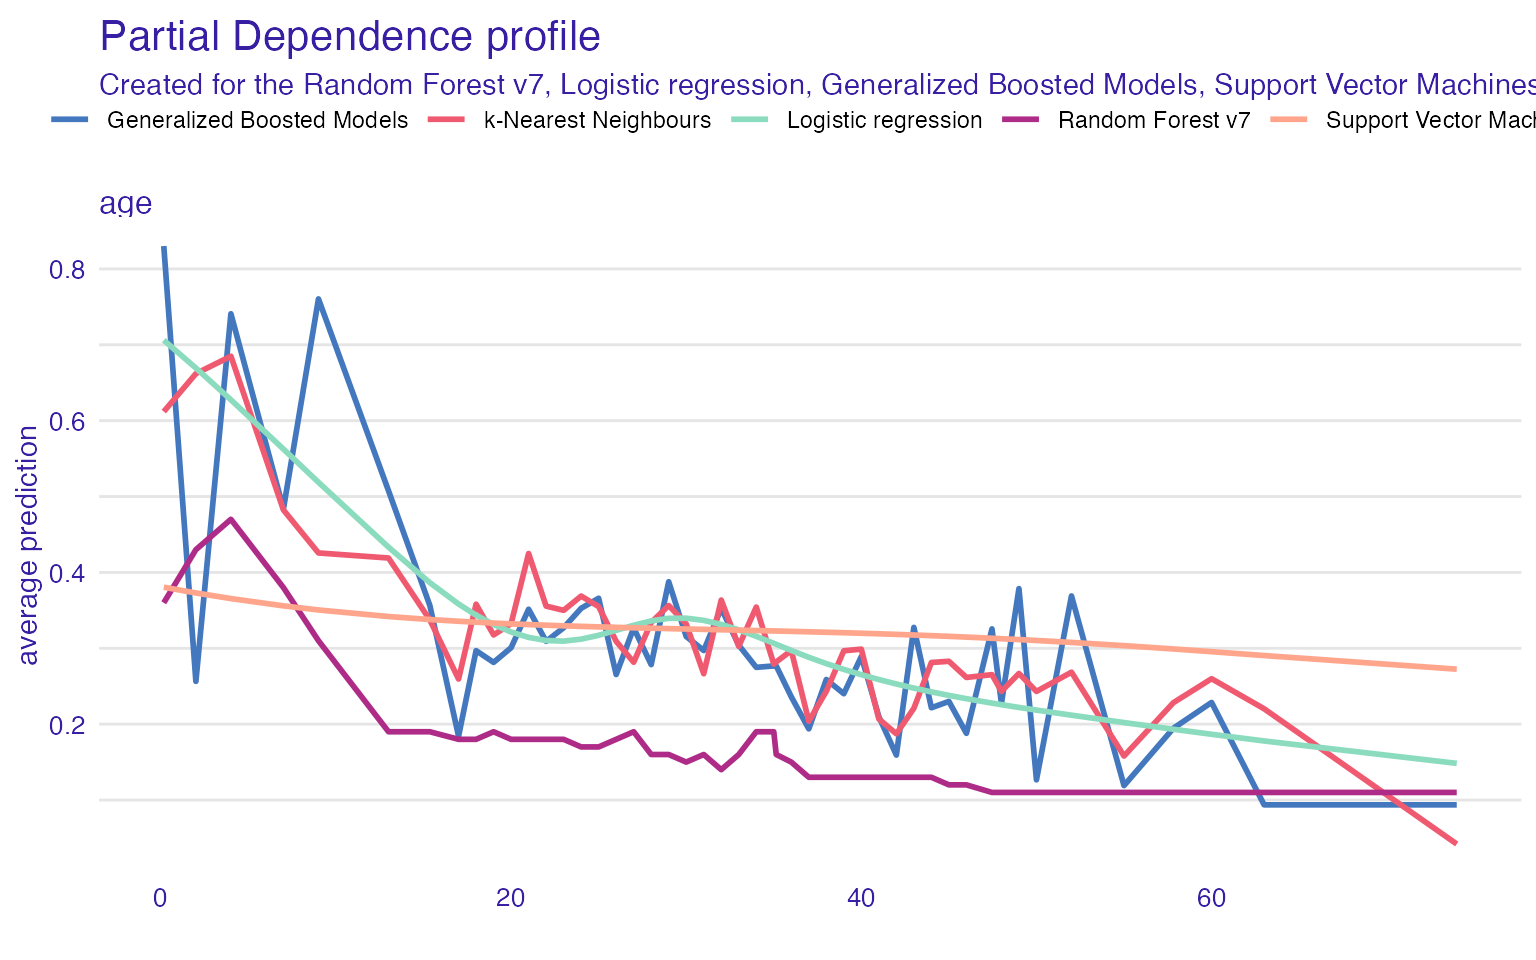 Partial Dependence profile
Created for the Random Forest v7, Logistic regression, Generalized Boosted Models, Support Vector Machines
Generalized Boosted Models k-Nearest Neighbours Logistic regression Random Forest v7 Support Vector
age
average prediction
0.8
0.6
0.4
0.2
0 20 40 60